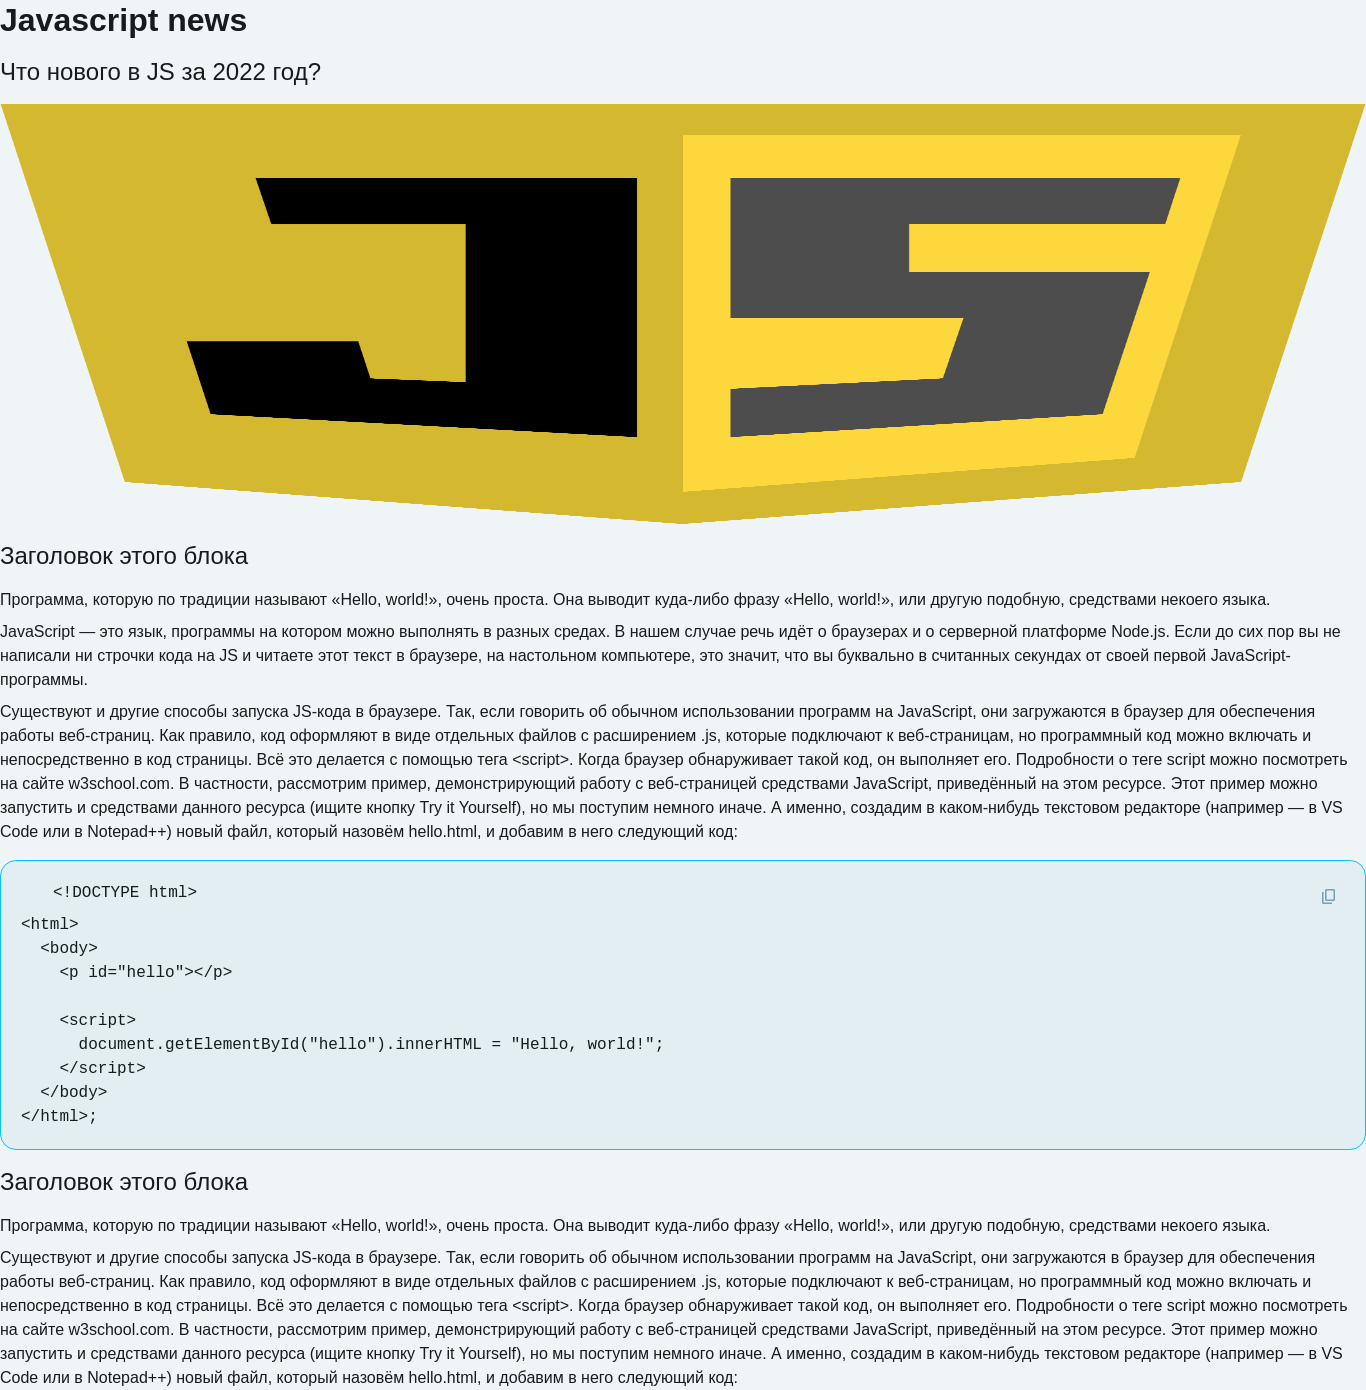 Javascript news
Что нового в JS за 2022 год?
JS
Заголовок этого блока
Программа, которую по традиции называют «Hello, world!», очень проста. Она выводит куда-либо фразу «Hello, world!», или другую подобную, средствами некоего языка.
JavaScript — это язык, программы на котором можно выполнять в разных средах. В нашем случае речь идёт о браузерах и о серверной платформе Node.js. Если до сих пор вы не
написали ни строчки кода на JS и читаете этот текст в браузере, на настольном компьютере, это значит, что вы буквально в считанных секундах от своей первой JavaScript-
программы.
Существуют и другие способы запуска JS-кода в браузере. Так, если говорить об обычном использовании программ на JavaScript, они загружаются в браузер для обеспечения
работы веб-страниц. Как правило, код оформляют в виде отдельных файлов с расширением .js, которые подключают к веб-страницам, но программный код можно включать и
непосредственно в код страницы. Всё это делается с помощью тега <script>. Когда браузер обнаруживает такой код, он выполняет его. Подробности о теге script можно посмотреть
на сайте w3school.com. В частности, рассмотрим пример, демонстрирующий работу с веб-страницей средствами JavaScript, приведённый на этом ресурсе. Этот пример можно
запустить и средствами данного ресурса (ищите кнопку Try it Yourself), но мы поступим немного иначе. А именно, создадим в каком-нибудь текстовом редакторе (например — в VS
Code или в Notepad++) новый файл, который назовём hello.html, и добавим в него следующий код:
<!DOCTYPE html>
<html>
<body>
<p id="hello"></p>
<script>
document.getElementById("hello").innerHTML = "Hello, world!";
</script>
</body>
</html>;
Заголовок этого блока
Программа, которую по традиции называют «Hello, world!», очень проста. Она выводит куда-либо фразу «Hello, world!», или другую подобную, средствами некоего языка.
Существуют и другие способы запуска JS-кода в браузере. Так, если говорить об обычном использовании программ на JavaScript, они загружаются в браузер для обеспечения
работы веб-страниц. Как правило, код оформляют в виде отдельных файлов с расширением .js, которые подключают к веб-страницам, но программный код можно включать и
непосредственно в код страницы. Всё это делается с помощью тега <script>. Когда браузер обнаруживает такой код, он выполняет его. Подробности о теге script можно посмотреть
на сайте w3school.com. В частности, рассмотрим пример, демонстрирующий работу с веб-страницей средствами JavaScript, приведённый на этом ресурсе. Этот пример можно
запустить и средствами данного ресурса (ищите кнопку Try it Yourself), но мы поступим немного иначе. А именно, создадим в каком-нибудь текстовом редакторе (например — в VS
Code или в Notepad++) новый файл, который назовём hello.html, и добавим в него следующий код: